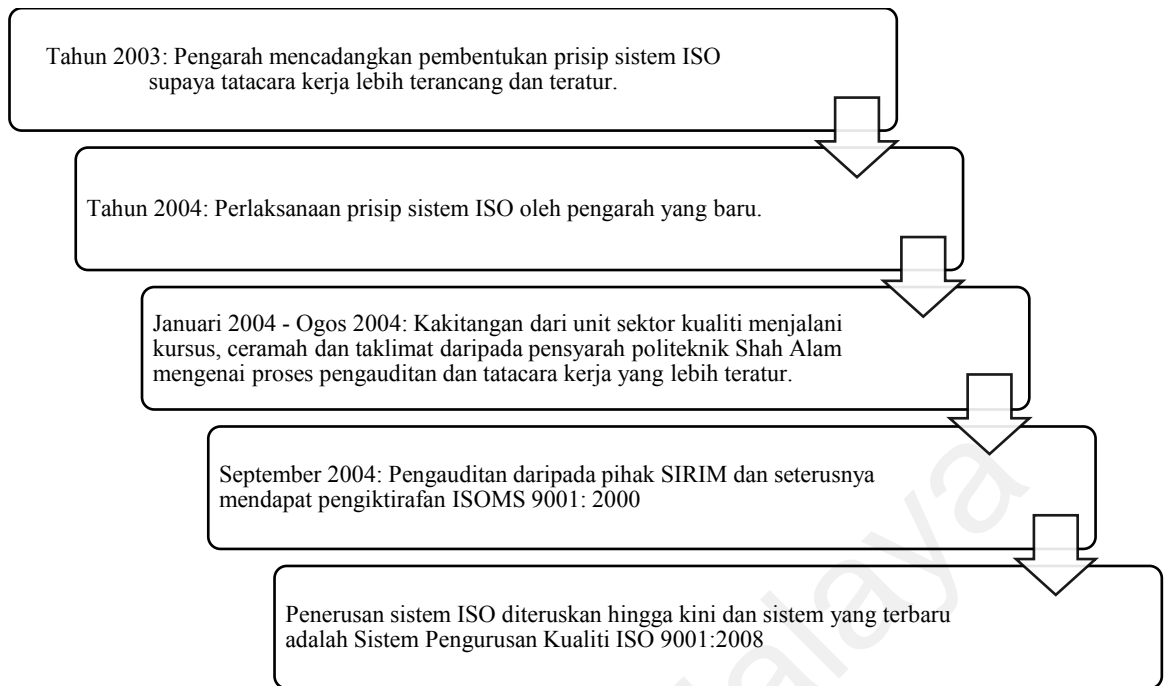 Tahun 2003: Pengarah mencadangkan pembentukan prisip sistem ISO
supaya tatacara kerja lebih terancang dan teratur.
Tahun 2004: Perlaksanaan prisip sistem ISO oleh pengarah yang baru.
Januari 2004 - Ogos 2004: Kakitangan dari unit sektor kualiti menjalani
kursus, ceramah dan taklimat daripada pensyarah politeknik Shah Alam
mengenai proses pengauditan dan tatacara kerja yang lebih teratur.
September 2004: Pengauditan daripada pihak SIRIM dan seterusnya
mendapat pengiktirafan ISOMS 9001: 2000
Penerusan sistem ISO diteruskan hingga kini dan sistem yang terbaru
adalah Sistem Pengurusan Kualiti ISO 9001:2008